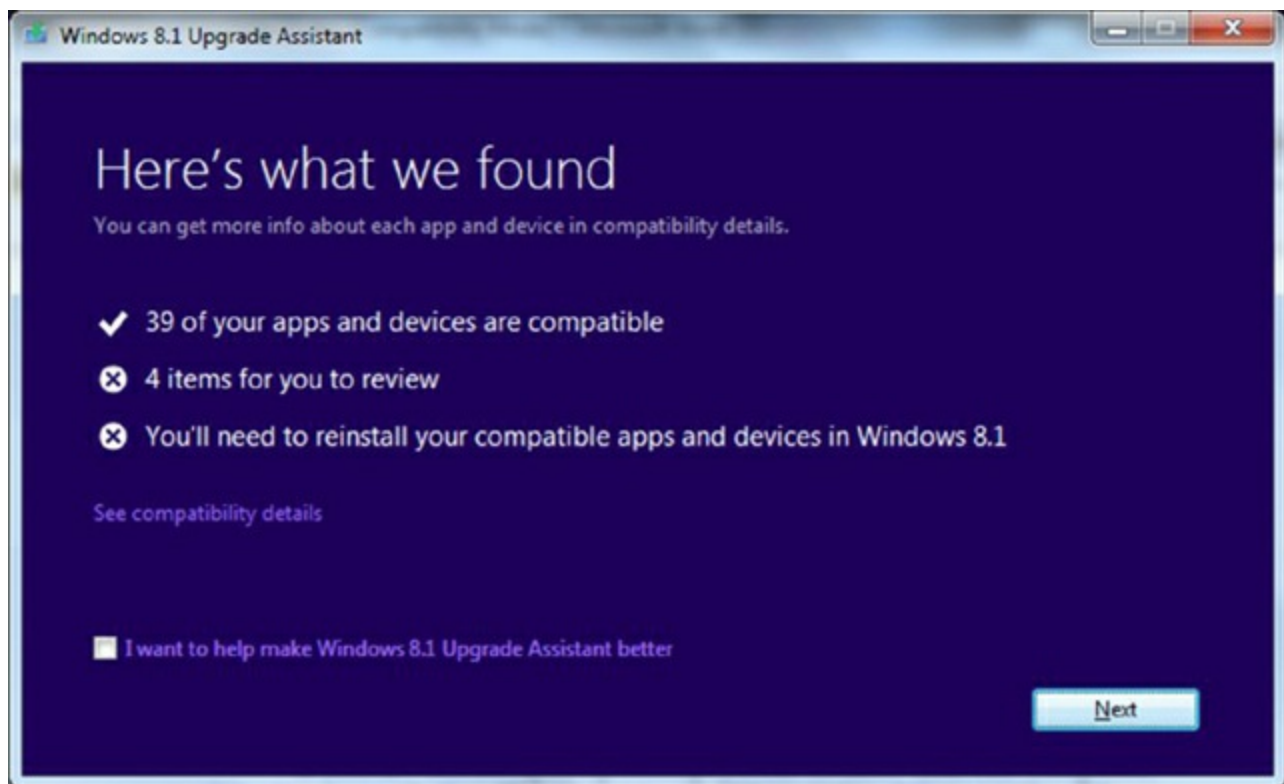 Windows 8.1 Upgrade Assistant
Here's what we found
You can get more info about each app and device in compatibility details.
39 of your apps and devices are compatible
4 items for you to review
You'll need to reinstall your compatible apps and devices in Windows 8.1
See compatibility details
I want to help make Windows 8.1 Upgrade Assistant better
Next